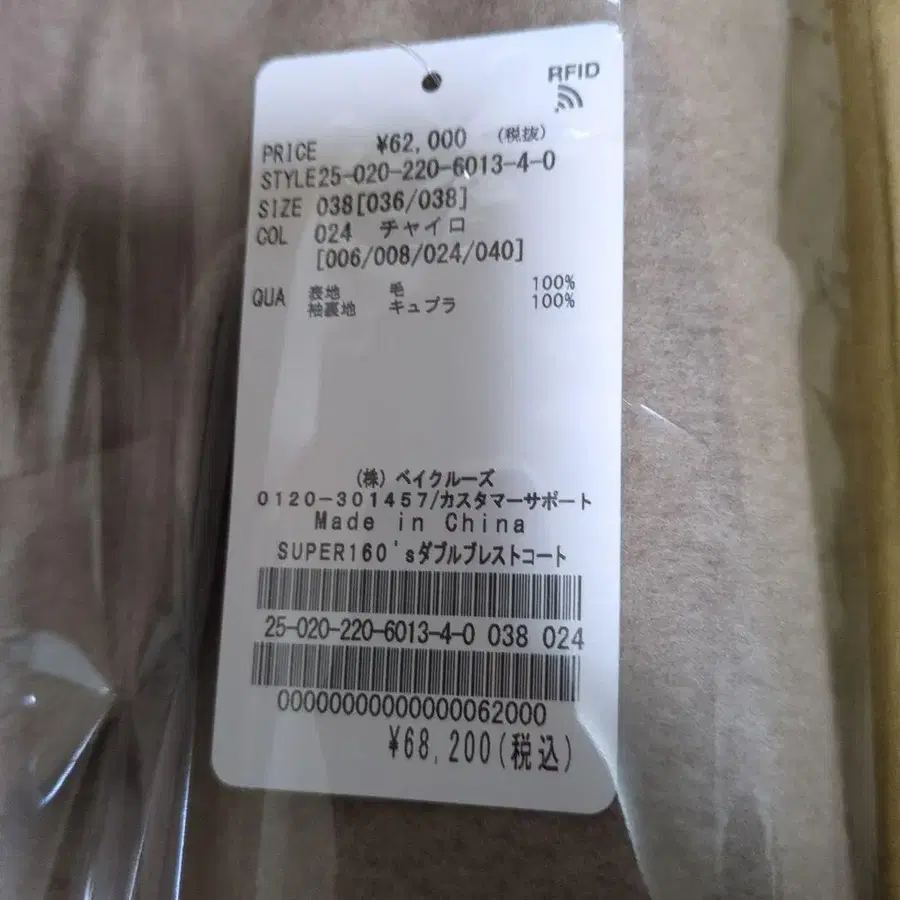 RFID
PRICE ¥62,000 (税抜)
STYLE 25-020-220-6013-4-0
SIZE 038[036/038]
COL 024 チャイロ
[006/008/024/040]
QUA 表地 毛 100%
袖裏地 キュプラ 100%
(株) ベイクルーズ
0120-301457/カスタマーサポート
Made in China
SUPER160'sダブルブレストコート
25-020-220-6013-4-0 038 024
0000000000000062000
¥68,200(税込)